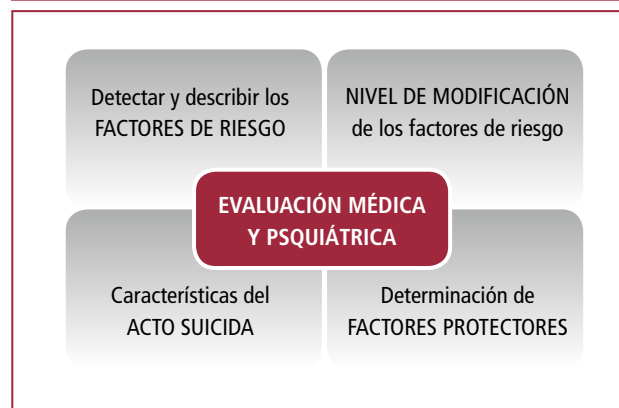 Detectar y describir los
FACTORES DE RIESGO
NIVEL DE MODIFICACIÓN
de los factores de riesgo
EVALUACIÓN MÉDICA
Y PSQUIÁTRICA
Características del
ACTO SUICIDA
Determinación de
FACTORES PROTECTORES